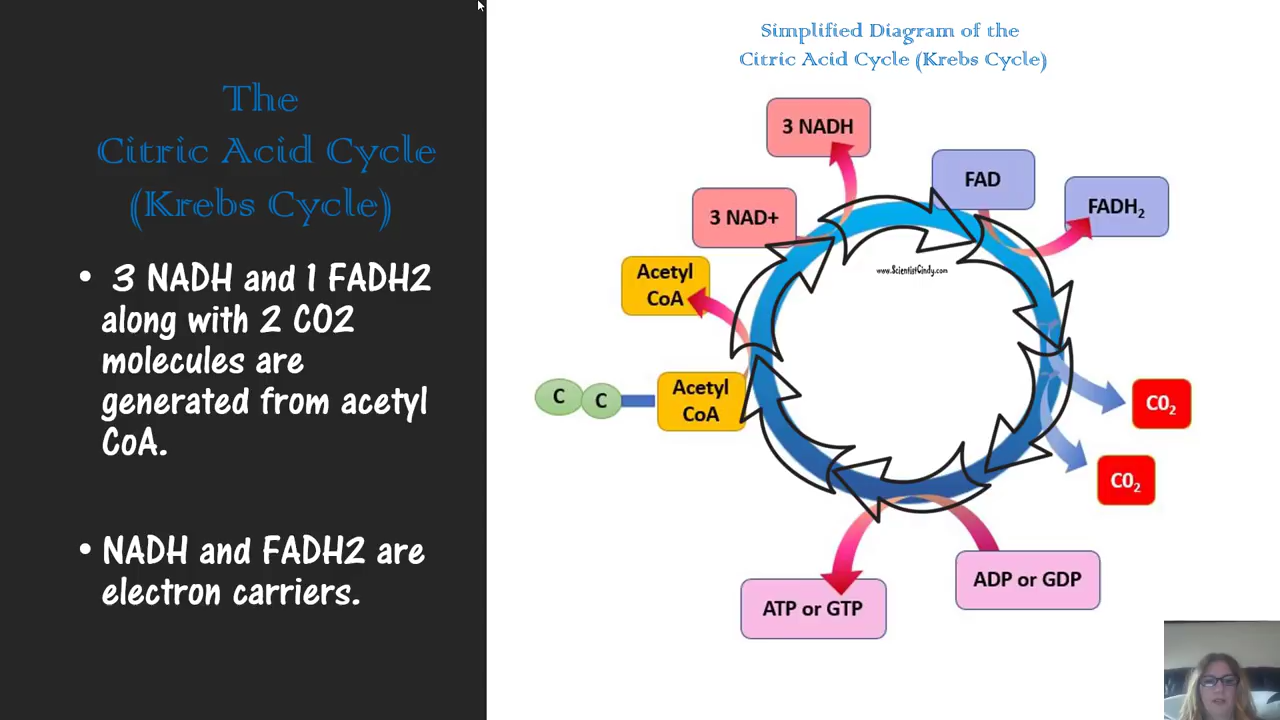 The
Citric Acid Cycle
(Krebs Cycle)
• 3 NADH and 1 FADH2
along with 2 CO2
molecules are
generated from acetyl
CoA.
• NADH and FADH2 are
electron carriers.
Simplified Diagram of the
Citric Acid Cycle (Krebs Cycle)
3 NADH
FAD
FADH₂
3 NAD+
Acetyl
CoA
www.ScientistCindy.com
C
C
Acetyl
CoA
C0₂
C0₂
ADP or GDP
ATP or GTP